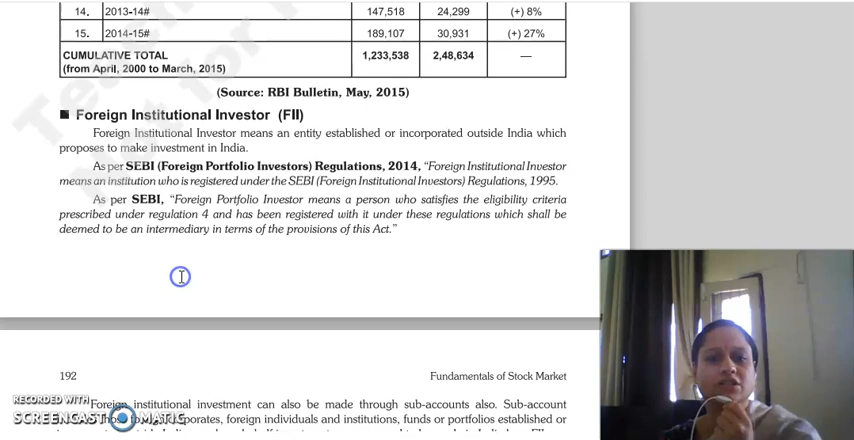 14. 2013-14# 147,518 24,299 (+) 8%
15. 2014-15# 189,107 30,931 (+) 27%
CUMULATIVE TOTAL 1,233,538 2,48,634 —
(from April, 2000 to March, 2015)
(Source: RBI Bulletin, May, 2015)
Foreign Institutional Investor (FII)
Foreign Institutional Investor means an entity established or incorporated outside India which
proposes to make investment in India.
As per SEBI (Foreign Portfolio Investors) Regulations, 2014, “Foreign Institutional Investor
means an institution who is registered under the SEBI (Foreign Institutional Investors) Regulations, 1995.
As per SEBI, “Foreign Portfolio Investor means a person who satisfies the eligibility criteria
prescribed under regulation 4 and has been registered with it under these regulations which shall be
deemed to be an intermediary in terms of the provisions of this Act.”
192 Fundamentals of Stock Market
Foreign institutional investment can also be made through sub-accounts also. Sub-account
foreign individuals and institutions, funds or portfolios established or
RECORDED WITH
SCREENCAST MATIC